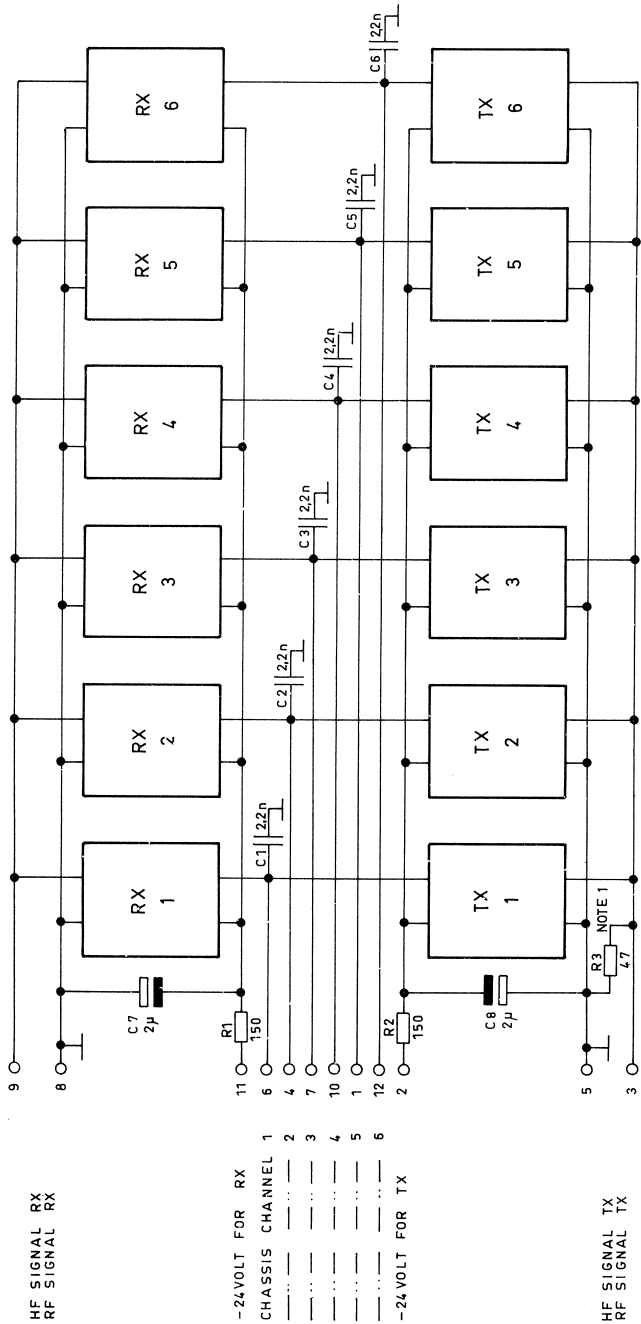 HF SIGNAL RX
RF SIGNAL RX
9
8
-24VOLT FOR RX
11
CHASSIS CHANNEL 1
6
—··— —··— 2
4
—··— —··— 3
7
—··— —··— 4
10
—··— —··— 5
1
—··— —··— 6
12
-24VOLT FOR TX
2
5
HF SIGNAL TX
RF SIGNAL TX
3
RX
1
RX
2
RX
3
RX
4
RX
5
RX
6
C7
2µ
R1
150
C1
2,2n
C2
2,2n
C3
2,2n
C4
2,2n
C5
2,2n
C6
2,2n
R2
150
C8
2µ
TX
1
TX
2
TX
3
TX
4
TX
5
TX
6
NOTE 1
R3
47